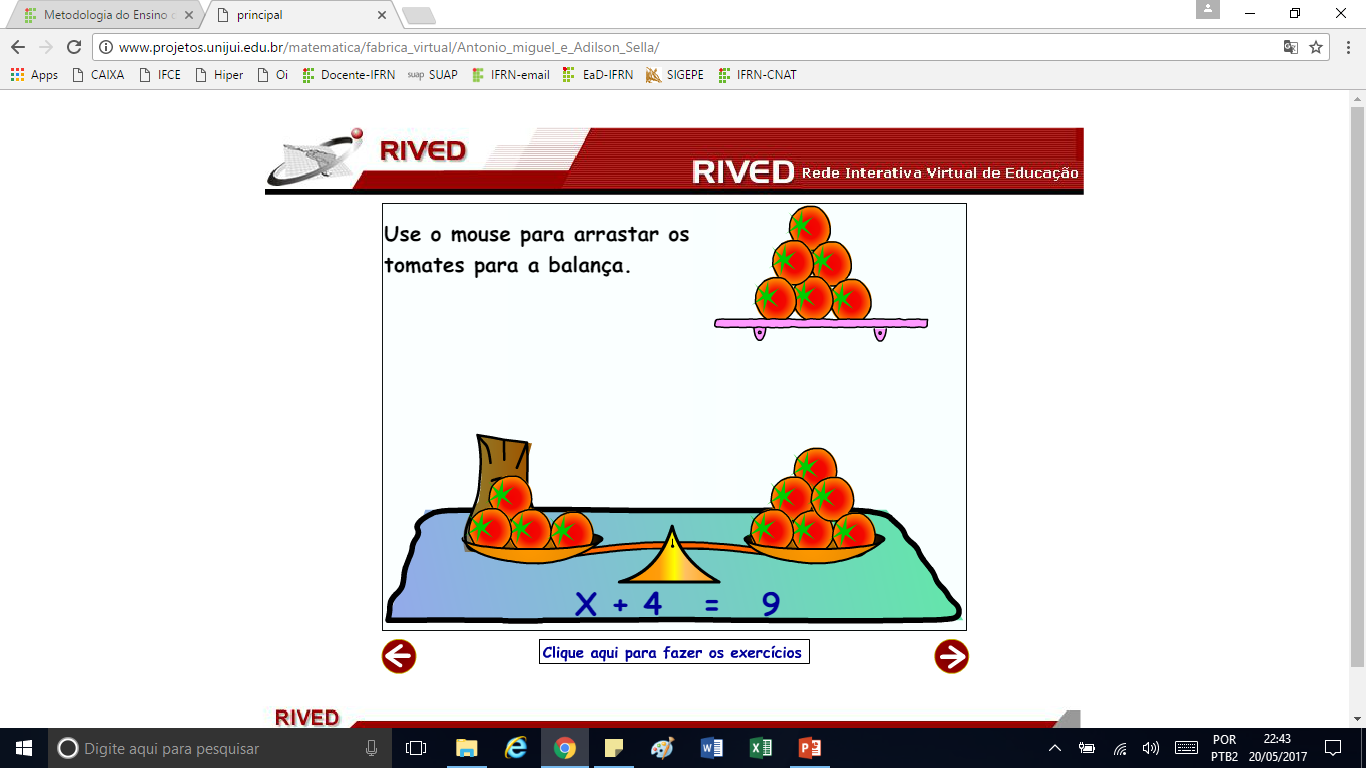 Metodologia do Ensino d
principal
www.projetos.unijui.edu.br/matematica/fabrica_virtual/Antonio_miguel_e_Adilson_Sella/
Apps CAIXA IFCE Hiper Oi Docente-IFRN suap SUAP IFRN-email EaD-IFRN SIGEPE IFRN-CNAT
RIVED
RIVED Rede Interativa Virtual de Educação
Use o mouse para arrastar os
tomates para a balança.
X + 4 = 9
Clique aqui para fazer os exercícios
RIVED
Digite aqui para pesquisar
POR
PTB2
22:43
20/05/2017